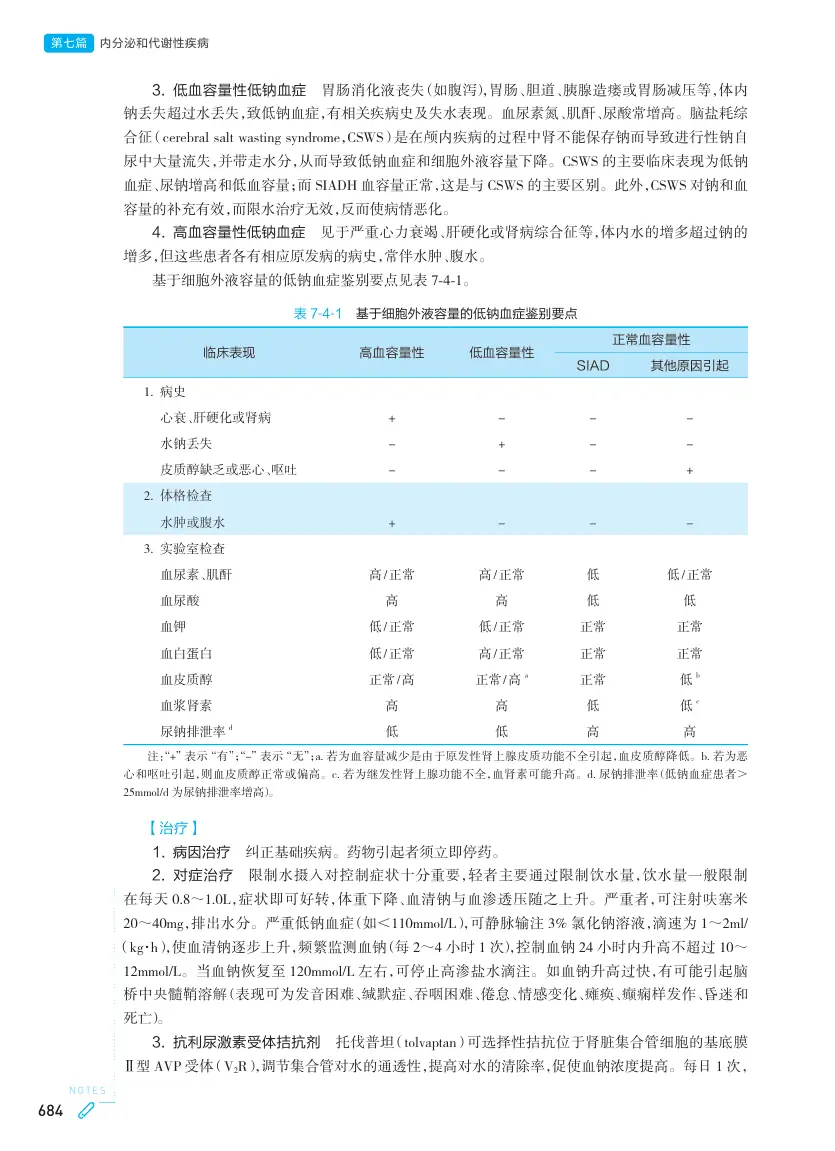 第七篇 内分泌和代谢性疾病
3. 低血容量性低钠血症 胃肠消化液丧失(如腹泻),胃肠、胆道、胰腺造瘘或胃肠减压等,体内
钠丢失超过水丢失,致低钠血症,有相关疾病史及失水表现。血尿素氮、肌酐、尿酸常增高。脑盐耗综
合征(cerebral salt wasting syndrome,CSWS)是在颅内疾病的过程中肾不能保存钠而导致进行性钠自
尿中大量流失,并带走水分,从而导致低钠血症和细胞外液容量下降。CSWS 的主要临床表现为低钠
血症、尿钠增高和低血容量;而 SIADH 血容量正常,这是与 CSWS 的主要区别。此外,CSWS 对钠和血
容量的补充有效,而限水治疗无效,反而使病情恶化。
4. 高血容量性低钠血症 见于严重心力衰竭、肝硬化或肾病综合征等,体内水的增多超过钠的
增多,但这些患者各有相应原发病的病史,常伴水肿、腹水。
基于细胞外液容量的低钠血症鉴别要点见表 7-4-1。
表 7-4-1 基于细胞外液容量的低钠血症鉴别要点
临床表现 高血容量性 低血容量性 正常血容量性
SIAD 其他原因引起
1. 病史
心衰、肝硬化或肾病 + − − −
水钠丢失 − + − −
皮质醇缺乏或恶心、呕吐 − − − +
2. 体格检查
水肿或腹水 + − − −
3. 实验室检查
血尿素、肌酐 高/正常 高/正常 低 低/正常
血尿酸 高 高 低 低
血钾 低/正常 低/正常 正常 正常
血白蛋白 低/正常 高/正常 正常 正常
血皮质醇 正常/高 正常/高 a 正常 低 b
血浆肾素 高 高 低 低 c
尿钠排泄率 d 低 低 高 高
注:“+”表示“有”;“−”表示“无”;a. 若为血容量减少是由于原发性肾上腺皮质功能不全引起,血皮质醇降低。b. 若为恶
心和呕吐引起,则血皮质醇正常或偏高。c. 若为继发性肾上腺功能不全,血肾素可能升高。d. 尿钠排泄率(低钠血症患者>
25mmol/d 为尿钠排泄率增高)。
【治疗】
1. 病因治疗 纠正基础疾病。药物引起者须立即停药。
2. 对症治疗 限制水摄入对控制症状十分重要,轻者主要通过限制饮水量,饮水量一般限制
在每天 0.8～1.0L,症状即可好转,体重下降、血清钠与血渗透压随之上升。严重者,可注射呋塞米
20～40mg,排出水分。严重低钠血症(如<110mmol/L),可静脉输注 3% 氯化钠溶液,滴速为 1～2ml/
(kg·h),使血清钠逐步上升,频繁监测血钠(每 2～4 小时 1 次),控制血钠 24 小时内升高不超过 10～
12mmol/L。当血钠恢复至 120mmol/L 左右,可停止高渗盐水滴注。如血钠升高过快,有可能引起脑
桥中央髓鞘溶解(表现可为发音困难、缄默症、吞咽困难、倦怠、情感变化、瘫痪、癫痫样发作、昏迷和
死亡)。
3. 抗利尿激素受体拮抗剂 托伐普坦(tolvaptan)可选择性拮抗位于肾脏集合管细胞的基底膜
Ⅱ型 AVP 受体(V₂R),调节集合管对水的通透性,提高对水的清除率,促使血钠浓度提高。每日 1 次,
NOTES
684